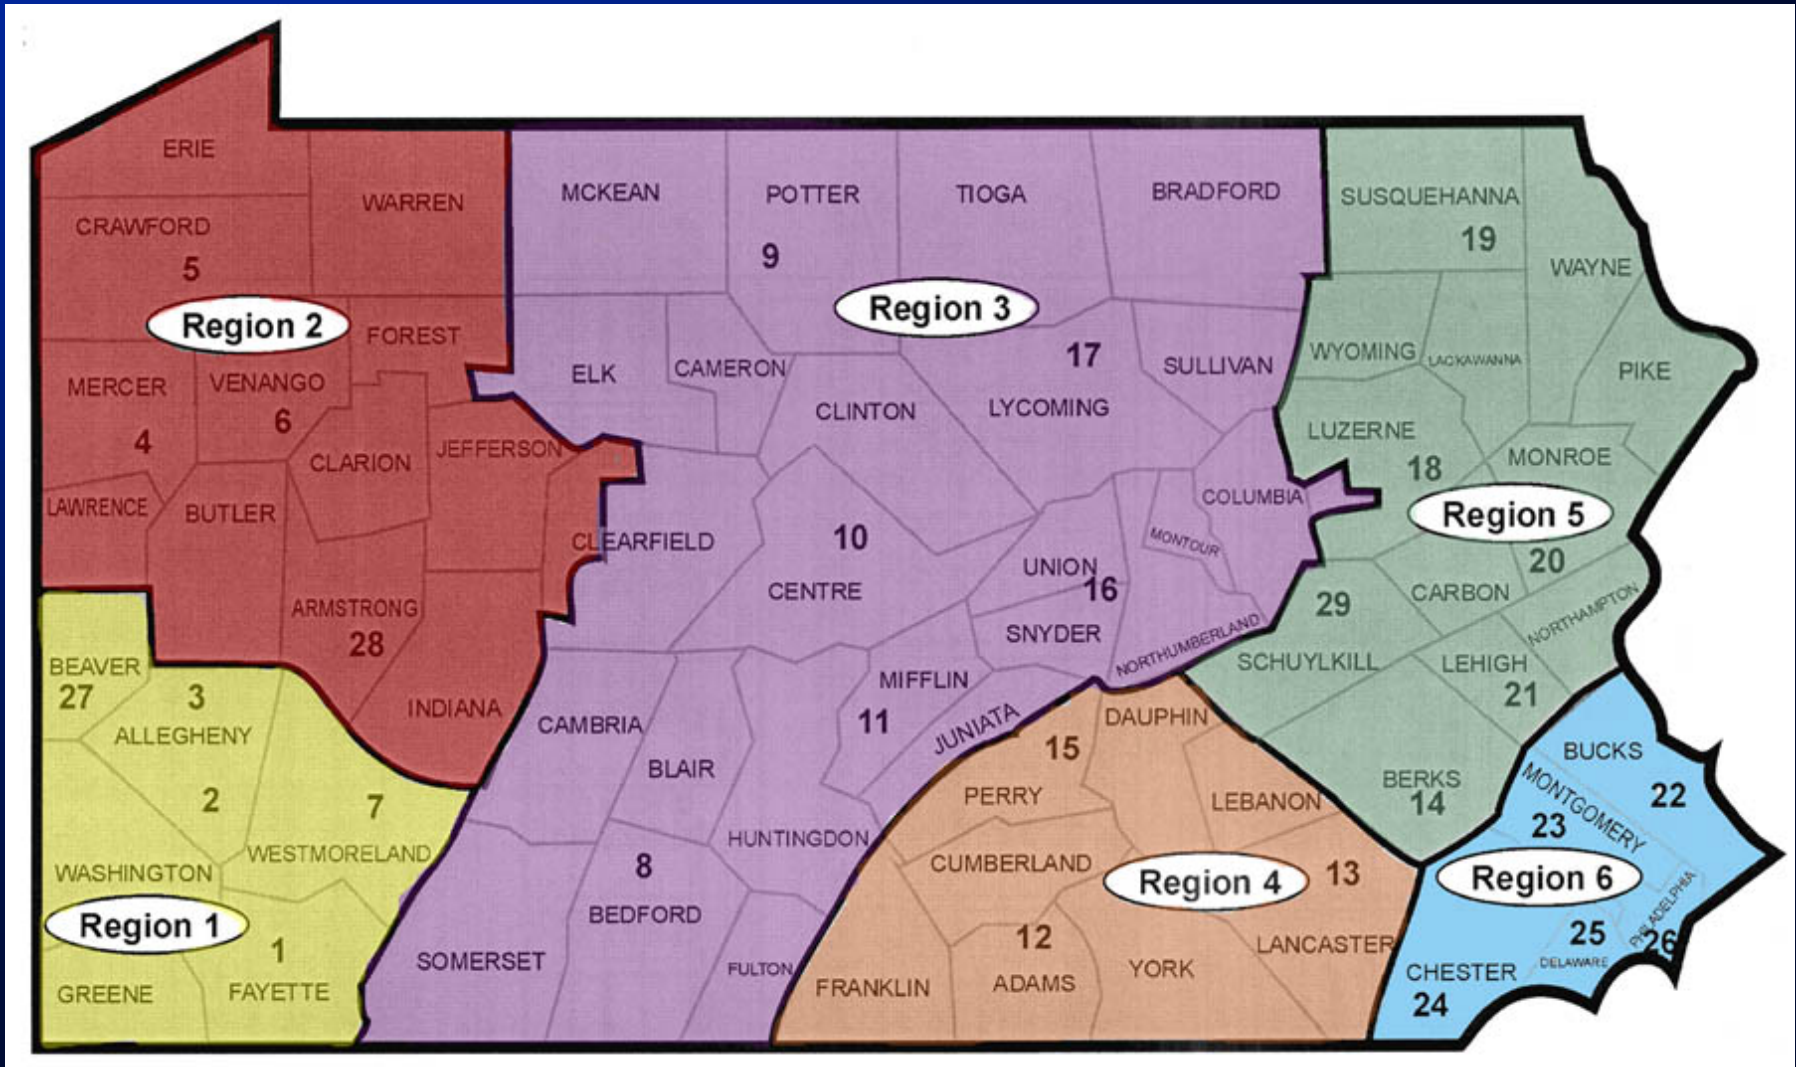 ERIE
WARREN
MCKEAN
POTTER
TIOGA
BRADFORD
SUSQUEHANNA
CRAWFORD
5
9
19
WAYNE
Region 2
Region 3
FOREST
MERCER
VENANGO
6
4
ELK
CAMERON
17
SULLIVAN
WYOMING
LACKAWANNA
PIKE
CLINTON
LYCOMING
LUZERNE
18
MONROE
CLARION
JEFFERSON
LAWRENCE
BUTLER
COLUMBIA
Region 5
20
CLEARFIELD
10
CENTRE
UNION
16
MONTOUR
SNYDER
NORTHUMBERLAND
29
CARBON
NORTHAMPTON
ARMSTRONG
28
INDIANA
BEAVER
27
3
ALLEGHENY
2
7
WESTMORELAND
WASHINGTON
Region 1
1
GREENE
FAYETTE
CAMBRIA
BLAIR
MIFFLIN
11
JUNIATA
HUNTINGDON
8
BEDFORD
SOMERSET
FULTON
SCHUYLKILL
LEHIGH
21
DAUPHIN
15
PERRY
LEBANON
BERKS
14
CUMBERLAND
Region 4
13
12
LANCASTER
FRANKLIN
ADAMS
YORK
BUCKS
22
MONTGOMERY
23
Region 6
PHILADELPHIA
26
25
DELAWARE
CHESTER
24